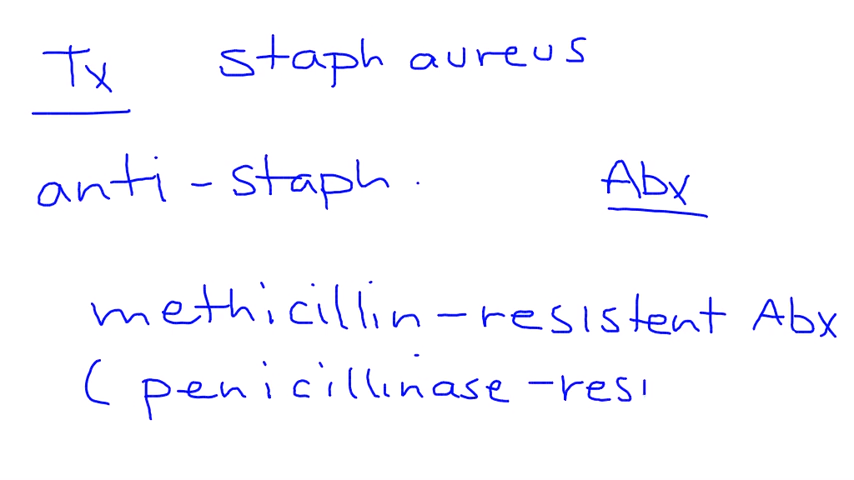 Tx staph aureus
anti-staph. Abx
methicillin-resistent Abx
(penicillinase-resi